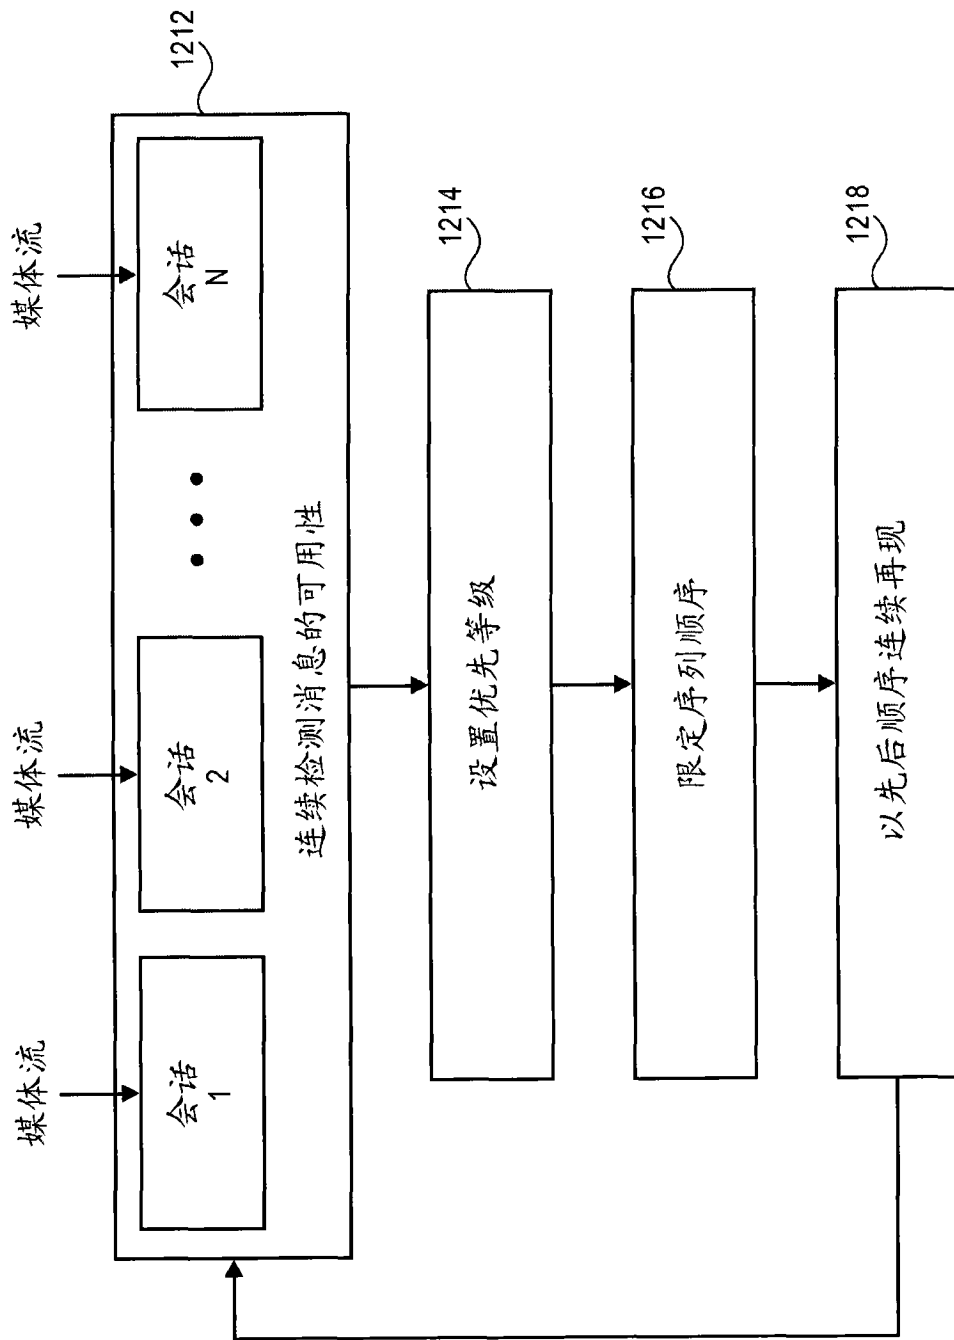 媒体流
媒体流
媒体流
会话
1
会话
2
会话
N
连续检测消息的可用性
1212
设置优先等级
1214
限定序列顺序
1216
以先后顺序连续再现
1218